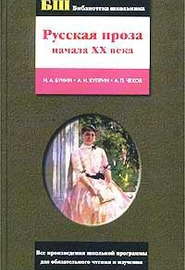 БШ Библиотека школьника
Русская проза
начала XX века
И. А. БУНИН · А. И. КУПРИН · А. П. ЧЕХОВ
Все произведения школьной программы
для обязательного чтения и изучения